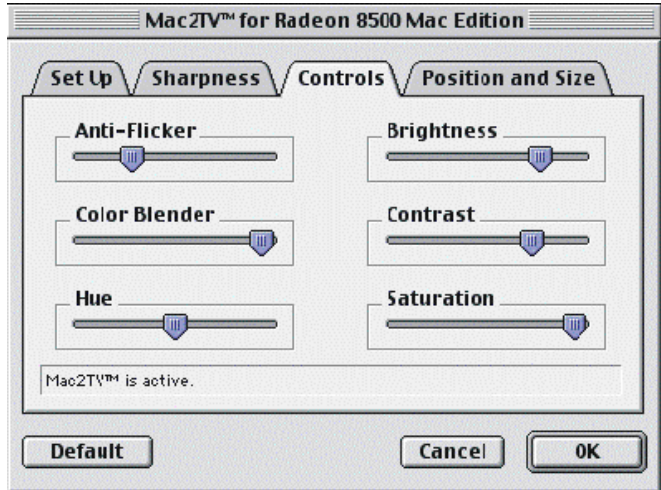 Mac2TV™ for Radeon 8500 Mac Edition
Set Up Sharpness Controls Position and Size
Anti-Flicker Brightness
Color Blender Contrast
Hue Saturation
Mac2TV™ is active.
Default Cancel OK